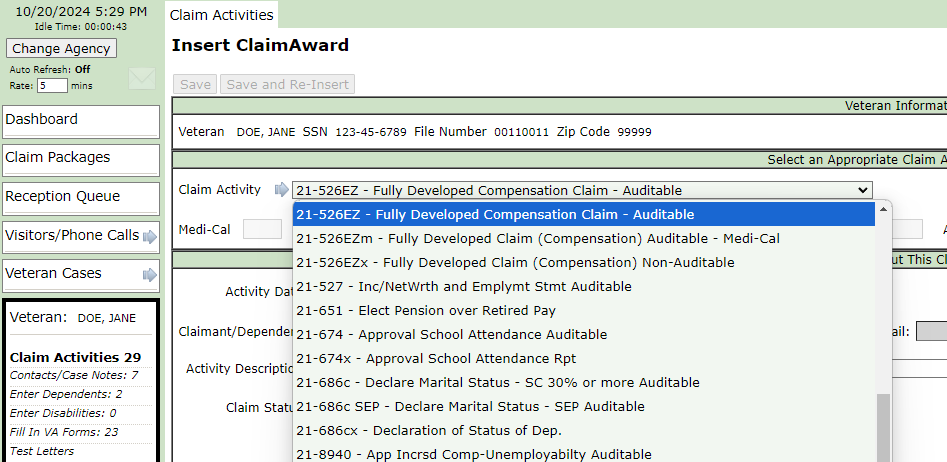 10/20/2024 5:29 PM
Idle Time: 00:00:43
Change Agency
Auto Refresh: Off
Rate: 5 mins
Dashboard
Claim Packages
Reception Queue
Visitors/Phone Calls
Veteran Cases
Veteran: DOE, JANE
Claim Activities 29
Contacts/Case Notes: 7
Enter Dependents: 2
Enter Disabilities: 0
Fill In VA Forms: 23
Test Letters
Claim Activities
Insert ClaimAward
Save Save and Re-Insert
Veteran Informat
Veteran DOE, JANE SSN 123-45-6789 File Number 00110011 Zip Code 99999
Select an Appropriate Claim A
Claim Activity 21-526EZ - Fully Developed Compensation Claim - Auditable
Medi-Cal
21-526EZ - Fully Developed Compensation Claim - Auditable
21-526EZm - Fully Developed Claim (Compensation) Auditable - Medi-Cal
21-526EZx - Fully Developed Claim (Compensation) Non-Auditable
21-527 - Inc/NetWrth and Emplymt Stmt Auditable
21-651 - Elect Pension over Retired Pay
21-674 - Approval School Attendance Auditable
21-674x - Approval School Attendance Rpt
21-686c - Declare Marital Status - SC 30% or more Auditable
21-686c SEP - Declare Marital Status - SEP Auditable
21-686cx - Declaration of Status of Dep.
21-8940 - App Incrsd Comp-Unemployabilty Auditable
out This Cl
Activity Dat
Claimant/Depender
ail:
Activity Descriptio
Claim Statu